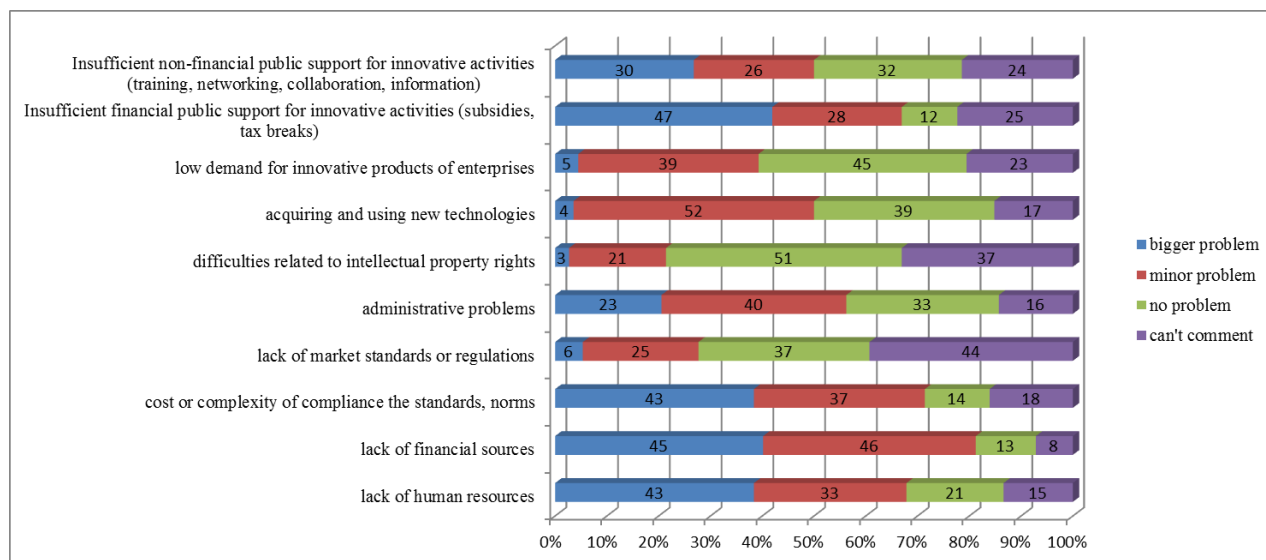 Insufficient non-financial public support for innovative activities
(training, networking, collaboration, information)
30 26 32 24
Insufficient financial public support for innovative activities (subsidies,
tax breaks)
47 28 12 25
low demand for innovative products of enterprises
5 39 45 23
acquiring and using new technologies
4 52 39 17
difficulties related to intellectual property rights
3 21 51 37
administrative problems
23 40 33 16
lack of market standards or regulations
6 25 37 44
cost or complexity of compliance the standards, norms
43 37 14 18
lack of financial sources
45 46 13 8
lack of human resources
43 33 21 15
0% 10% 20% 30% 40% 50% 60% 70% 80% 90% 100%
bigger problem
minor problem
no problem
can't comment